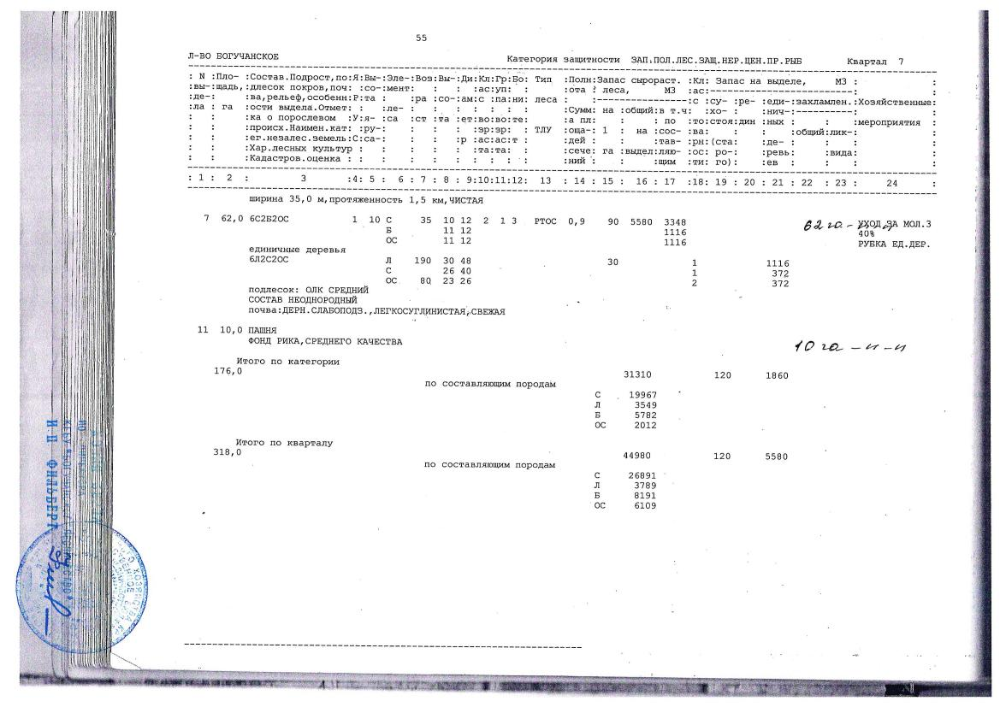 55
Л-ВО БОГУЧАНСКОЕ Категория защитности ЗАП.ПОЛ.ЛЕС.ЗАЩ.НЕР.ЦЕН.ПР.РЫБ Квартал 7
: N :Пло- :Состав.Подрост,по:Я:Вы-:Эле-:Воз:Вы-:Ди:Кл:Гр:Бо: Тип :Полн:Запас сырораст. :Кл: Запас на выделе, М3 : :
:вы-:щадь,:длесок покров,поч: :со-:мент: : : :ас:уп: : :ота : леса, М3 :ас:-----------------------: :
:де-: :ва,рельеф,особенн:Р:та : :ра :со-:ам:с :па:ни: леса :----:----------------:с :су- : ре- :еди-:захламлен.:Хозяйственные:
:ла : га :ости выдела.Отмет: : :ле- : : : : : : : :Сумм: на :общий:в т.ч: :хо- : :нич-:---------: :
: : :ка о порослевом :У:я- :са :ст :та :ет:во:во:те: :а пл: : : по :то:стоя:дин :ных : : :мероприятия :
: : :происх.Наимен.кат: :ру-: : : : :зр:зр: : ТЛУ :оща-: 1 : на :сос- :ва: : : :общий:лик-: :
: : :ег.незалес.земель:С:са-: : : :р :ас:ас:т : :дей : : :тав- :рн:(ста: :де- : : : :
: : :Хар.лесных культур : : : : : : :та:та: : :сече: га :выдел:ляю- :ос: ро- : :ревь: :вида: :
: : :Кадастров.оценка : : : : : : : : : : : :ний : : :щим :ти: го): :ев : : : :
: 1 : 2 : 3 :4: 5 : 6 : 7 : 8 : 9:10:11:12: 13 : 14 : 15 : 16 : 17 :18: 19 : 20 : 21 : 22 : 23 : 24 :
ширина 35,0 м,протяженность 1,5 км,ЧИСТАЯ
7 62,0 6С2Б2ОС 1 10 С 35 10 12 2 1 3 РТОС 0,9 90 5580 3348 62 га - УХОД ЗА МОЛ.3
Б 11 12 1116 40%
ОС 11 12 1116 РУБКА ЕД.ДЕР.
единичные деревья
6Л2С2ОС Л 190 30 48 30 1 1116
С 26 40 1 372
ОС 80 23 26 2 372
подлесок: ОЛК СРЕДНИЙ
СОСТАВ НЕОДНОРОДНЫЙ
почва:ДЕРН.СЛАБОПОДЗ.,ЛЕГКОСУГЛИНИСТАЯ,СВЕЖАЯ
11 10,0 ПАШНЯ
ФОНД РИКА,СРЕДНЕГО КАЧЕСТВА 10 га - и - и
Итого по категории
176,0 31310 120 1860
по составляющим породам
С 19967
Л 3549
Б 5782
ОС 2012
Итого по кварталу
318,0 44980 120 5580
по составляющим породам
С 26891
Л 3789
Б 8191
ОС 6109
И.И. ФИЛЬБЕРТ